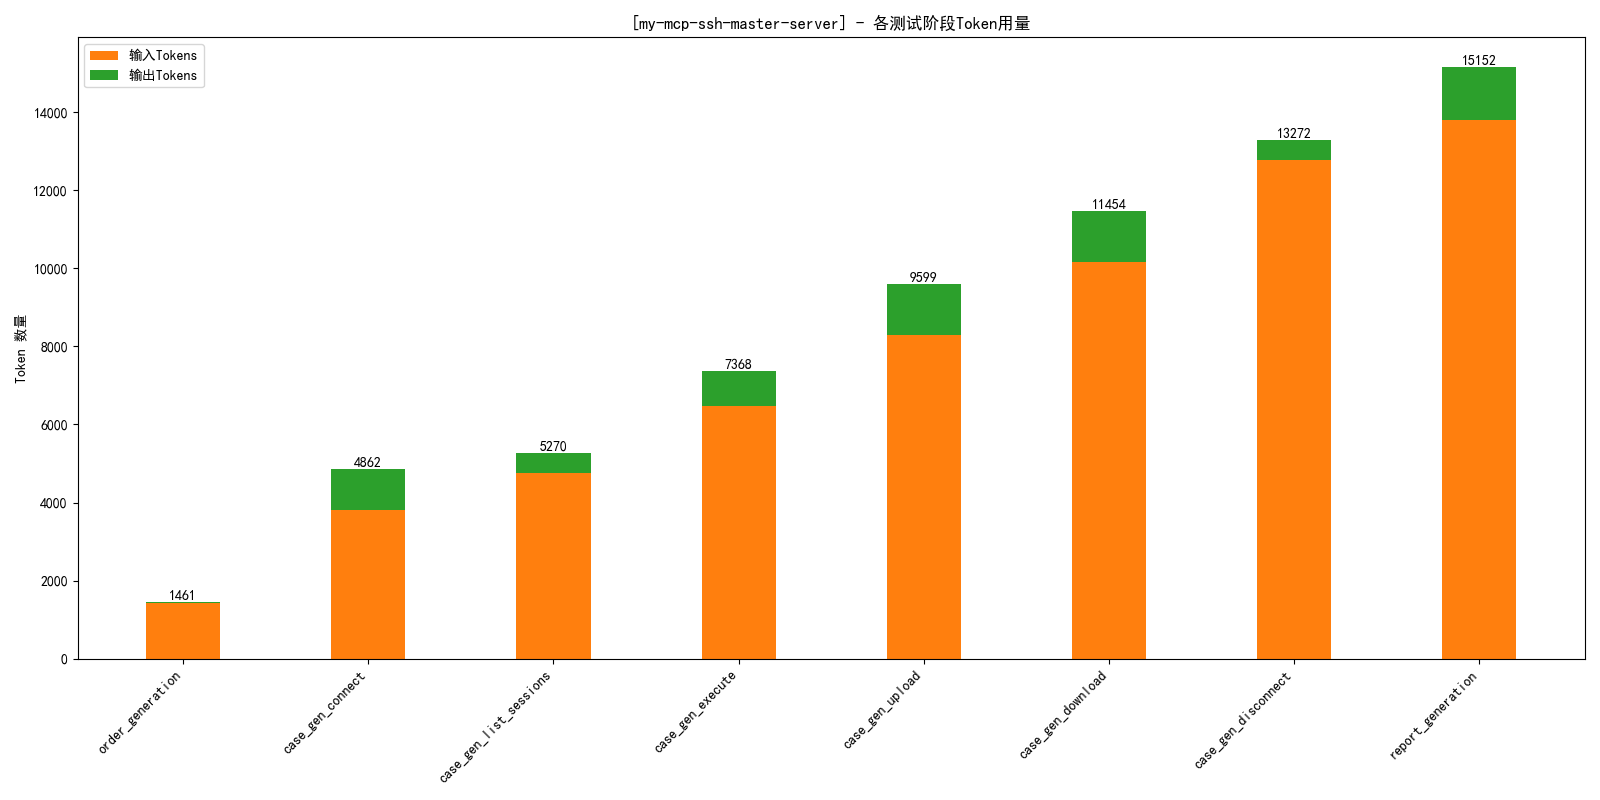 [my-mcp-ssh-master-server] - 各测试阶段Token用量
输入Tokens
输出Tokens
Token 数量
14000
12000
10000
8000
6000
4000
2000
0
1461
4862
5270
7368
9599
11454
13272
15152
order_generation
case_gen_connect
case_gen_list_sessions
case_gen_execute
case_gen_upload
case_gen_download
case_gen_disconnect
report_generation